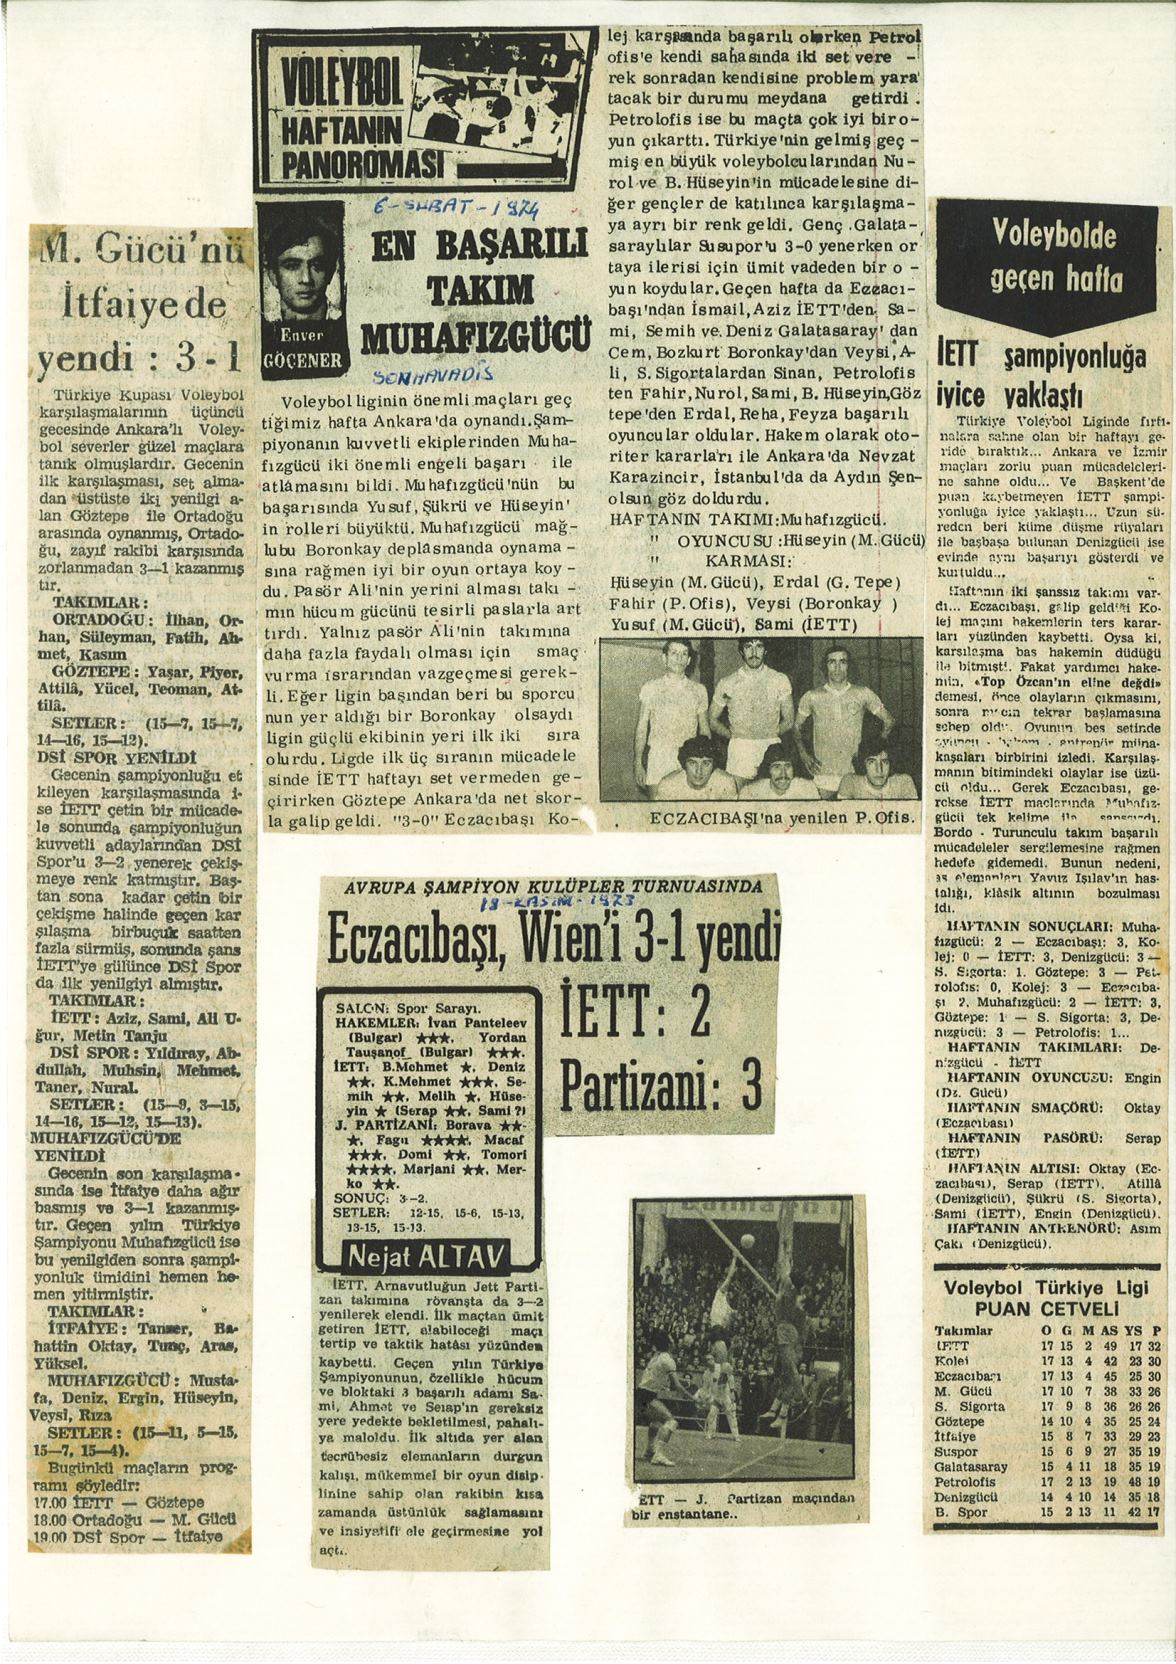 M. Gücü'nü
İtfaiyede
yendi : 3-1
Türkiye Kupası Voleybol
karşılaşmalarının üçüncü
gecesinde Ankara'lı Voley-
bol severler güzel maçlara
tanık olmuşlardır. Gecenin
ilk karşılaşması, set alma-
dan üstüste iki yenilgi a-
lan Göztepe ile Ortadoğu
arasında oynanmış, Ortado-
ğu, zayıf rakibi karşısında
zorlanmadan 3—1 kazanmış
tır.
TAKIMLAR :
ORTADOĞU : İlhan, Or-
han, Süleyman, Fatih, Ah-
met, Kasım
GÖZTEPE : Yaşar, Piyer,
Attilâ, Yücel, Teoman, At-
tilâ.
SETLER : (15—7, 15—7,
14—16, 15—12).
DSİ SPOR YENİLDİ
Gecenin şampiyonluğu et
kileyen karşılaşmasında i-
se İETT çetin bir mücade-
le sonunda şampiyonluğun
kuvvetli adaylarından DSİ
Spor'u 3—2 yenerek çekiş-
meye renk katmıştır. Baş-
tan sona kadar çetin bir
çekişme halinde geçen kar
şılaşma birbuçuk saatten
fazla sürmüş, sonunda şans
İETT'ye gülünce DSİ Spor
da ilk yenilgiyi almıştır.
TAKIMLAR :
İETT : Aziz, Sami, Ali U-
ğur, Metin Tanju
DSİ SPOR : Yıldıray, Ab-
dullah, Muhsin, Mehmet,
Taner, Nural.
SETLER : (15—9, 3—15,
14—16, 15—12, 15—13).
MUHAFIZGÜCÜ'DE
YENİLDİ
Gecenin son karşılaşma-
sında ise İtfaiye daha ağır
basmış ve 3—1 kazanmış-
tır. Geçen yılın Türkiye
Şampiyonu Muhafızgücü ise
bu yenilgiden sonra şampi-
yonluk ümidini hemen he-
men yitirmiştir.
TAKIMLAR :
İTFAİYE : Tanser, Ba-
hattin Oktay, Tunç, Aras,
Yüksel.
MUHAFIZGÜCÜ : Musta-
fa, Deniz, Ergin, Hüseyin,
Veysi, Rıza
SETLER : (15—11, 5—15,
15—7, 15—4).
Bugünkü maçların prog-
ramı şöyledir:
17.00 İETT — Göztepe
18.00 Ortadoğu — M. Gücü
19.00 DSİ Spor — İtfaiye
VOLEYBOL
HAFTANIN
PANOROMASI
6-ŞUBAT-1974
Enver
GÖÇENER
EN BAŞARILI
TAKIM
MUHAFIZGÜCÜ
SONHAVADİS
Voleybol liginin önemli maçları geç
tiğimiz hafta Ankara'da oynandı.Şam-
piyonanın kuvvetli ekiplerinden Muha-
fızgücü iki önemli engeli başarı ile
atlamasını bildi. Muhafızgücü'nün bu
başarısında Yusuf, Şükrü ve Hüseyin'
in rolleri büyüktü. Muhafızgücü mağ-
lubu Boronkay deplasmanda oynama -
sına rağmen iyi bir oyun ortaya koy -
du. Pasör Ali'nin yerini alması takı -
mın hücum gücünü tesirli paslarla art
tırdı. Yalnız pasör Ali'nin takımına
daha fazla faydalı olması için smaç
vurma ısrarından vazgeçmesi gerek-
li. Eğer ligin başından beri bu sporcu
nun yer aldığı bir Boronkay olsaydı
ligin güçlü ekibinin yeri ilk iki sıra
olurdu. Ligde ilk üç sıranın mücadele
sinde İETT haftayı set vermeden ge-
çirirken Göztepe Ankara'da net skor-
la galip geldi. "3-0" Eczacıbaşı Ko-
lej karşısında başarılı olurken Petrol
ofis'e kendi sahasında iki set vere -
rek sonradan kendisine problem yara
tacak bir durumu meydana getirdi .
Petrolofis ise bu maçta çok iyi bir o-
yun çıkarttı. Türkiye'nin gelmiş geç -
miş en büyük voleybolcularından Nu-
rol ve B. Hüseyin'in mücadelesine di-
ğer gençler de katılınca karşılaşma-
ya ayrı bir renk geldi. Genç .Galata-
saraylılar Susupor'u 3-0 yenerken or
taya ilerisi için ümit vadeden bir o -
yun koydular. Geçen hafta da Eczacı-
başı'ndan İsmail,Aziz İETT'den Sa-
mi, Semih ve Deniz Galatasaray' dan
Cem, Bozkurt Boronkay'dan Veysi, A-
li, S. Sigortalardan Sinan, Petrolofis
ten Fahir, Nurol, Sami, B. Hüseyin,Göz
tepe'den Erdal, Reha, Feyza başarılı
oyuncular oldular. Hakem olarak oto-
riter kararları ile Ankara'da Nevzat
Karazincir, İstanbul'da da Aydın Şen-
olsun göz doldurdu.
HAFTANIN TAKIMI:Muhafızgücü.
" OYUNCUSU :Hüseyin (M. Gücü)
" KARMASI:
Hüseyin (M. Gücü), Erdal (G. Tepe)
Fahir (P. Ofis), Veysi (Boronkay )
Yusuf (M. Gücü), Sami (İETT)
ECZACIBAŞI'na yenilen P. Ofis.
AVRUPA ŞAMPİYON KULÜPLER TURNUASINDA
18-KASIM-1973
Eczacıbaşı, Wien'i 3-1 yendi
İETT: 2
Partizani: 3
SALON: Spor Sarayı.
HAKEMLER: İvan Panteleev
(Bulgar) ★★★, Yordan
Tauşanof (Bulgar) ★★★.
İETT: B.Mehmet ★, Deniz
★★, K.Mehmet ★★★, Se-
mih ★★, Melih ★, Hüse-
yin ★ (Serap ★★, Sami ?)
J. PARTİZANİ: Borava ★★-
★, Fagu ★★★★, Macaf
★★★, Domi ★★, Tomori
★★★★, Marjani ★★, Mer-
ko ★★.
SONUÇ: 3-2.
SETLER: 12-15, 15-6, 15-13,
13-15, 15-13.
Nejat ALTAV
İETT, Arnavutluğun Jett Parti-
zan takımına rövanşta da 3—2
yenilerek elendi. İlk maçtan ümit
getiren İETT, alabileceği maçı
tertip ve taktik hatâsı yüzünden
kaybetti. Geçen yılın Türkiye
Şampiyonunun, özellikle hücum
ve bloktaki 3 başarılı adamı Sa-
mi, Ahmet ve Serap'ın gereksiz
yere yedekte bekletilmesi, pahalı-
ya maloldu. İlk altıda yer alan
tecrübesiz elemanların durgun
kalışı, mükemmel bir oyun disip-
linine sahip olan rakibin kısa
zamanda üstünlük sağlamasını
ve insiyatifi ele geçirmesine yol
açtı.
ETT — J. Partizan maçından
bir enstantane..
Voleybolde
geçen hafta
İETT şampiyonluğa
iyice yaklaştı
Türkiye Voleybol Liginde fırtı-
nalara sahne olan bir haftayı ge-
ride bıraktık... Ankara ve İzmir
maçları zorlu puan mücadelelerine
sahne oldu... Ve Başkent'de
puan kaybetmeyen İETT şampi-
yonluğa iyice yaklaştı... Uzun sü-
reden beri küme düşme rüyaları
ile başbaşa bulunan Denizgücü ise
evinde aynı başarıyı gösterdi ve
kurtuldu...
Haftanın iki şanssız takımı var-
dı... Eczacıbaşı, galip geldiği Ko-
lej maçını hakemlerin ters karar-
ları yüzünden kaybetti. Oysa ki,
karşılaşma baş hakemin düdüğü
ile bitmişti. Fakat yardımcı hake-
min, «Top Özcan'ın eline değdi»
demesi, önce olayların çıkmasını,
sonra maçın tekrar başlamasına
sebep oldu. Oyunun beş setinde
oyuncu - hakem - antrenör müna-
kaşaları birbirini izledi. Karşılaş-
manın bitimindeki olaylar ise üzü-
cü oldu... Gerek Eczacıbaşı, ge-
rekse İETT maçlarında Muhafız-
gücü tek kelime ile şanssızdı.
Bordo - Turunculu takım başarılı
mücadeleler sergilemesine rağmen
hedefe gidemedi. Bunun nedeni,
as elemanları Yavuz Işılav'ın has-
talığı, klâsik altının bozulması
idi.
HAFTANIN SONUÇLARI: Muha-
fızgücü: 2 — Eczacıbaşı: 3, Ko-
lej: 0 — İETT: 3, Denizgücü: 3 —
S. Sigorta: 1. Göztepe: 3 — Pet-
rolofis: 0, Kolej: 3 — Eczacıba-
şı 2, Muhafızgücü: 2 — İETT: 3,
Göztepe: 1 — S. Sigorta: 3, De-
nizgücü: 3 — Petrolofis: 1...
HAFTANIN TAKIMLARI: De-
nizgücü - İETT
HAFTANIN OYUNCUSU: Engin
(Dz. Gücü)
HAFTANIN SMAÇÖRÜ: Oktay
(Eczacıbaşı)
HAFTANIN PASÖRÜ: Serap
(İETT)
HAFTANIN ALTISI: Oktay (Ec-
zacıbaşı), Serap (İETT), Atillâ
(Denizgücü), Şükrü (S. Sigorta),
Sami (İETT), Engin (Denizgücü).
HAFTANIN ANTRENÖRÜ: Asım
Çakı (Denizgücü).
Voleybol Türkiye Ligi
PUAN CETVELİ
Takımlar O G M AS YS P
İETT 17 15 2 49 17 32
Kolej 17 13 4 42 23 30
Eczacıbaşı 17 13 4 45 25 30
M. Gücü 17 10 7 38 33 26
S. Sigorta 17 9 8 36 26 26
Göztepe 14 10 4 35 25 24
İtfaiye 15 8 7 33 29 23
Suspor 15 6 9 27 35 19
Galatasaray 15 4 11 18 35 19
Petrolofis 17 2 13 19 48 19
Denizgücü 14 4 10 14 35 18
B. Spor 15 2 13 11 42 17